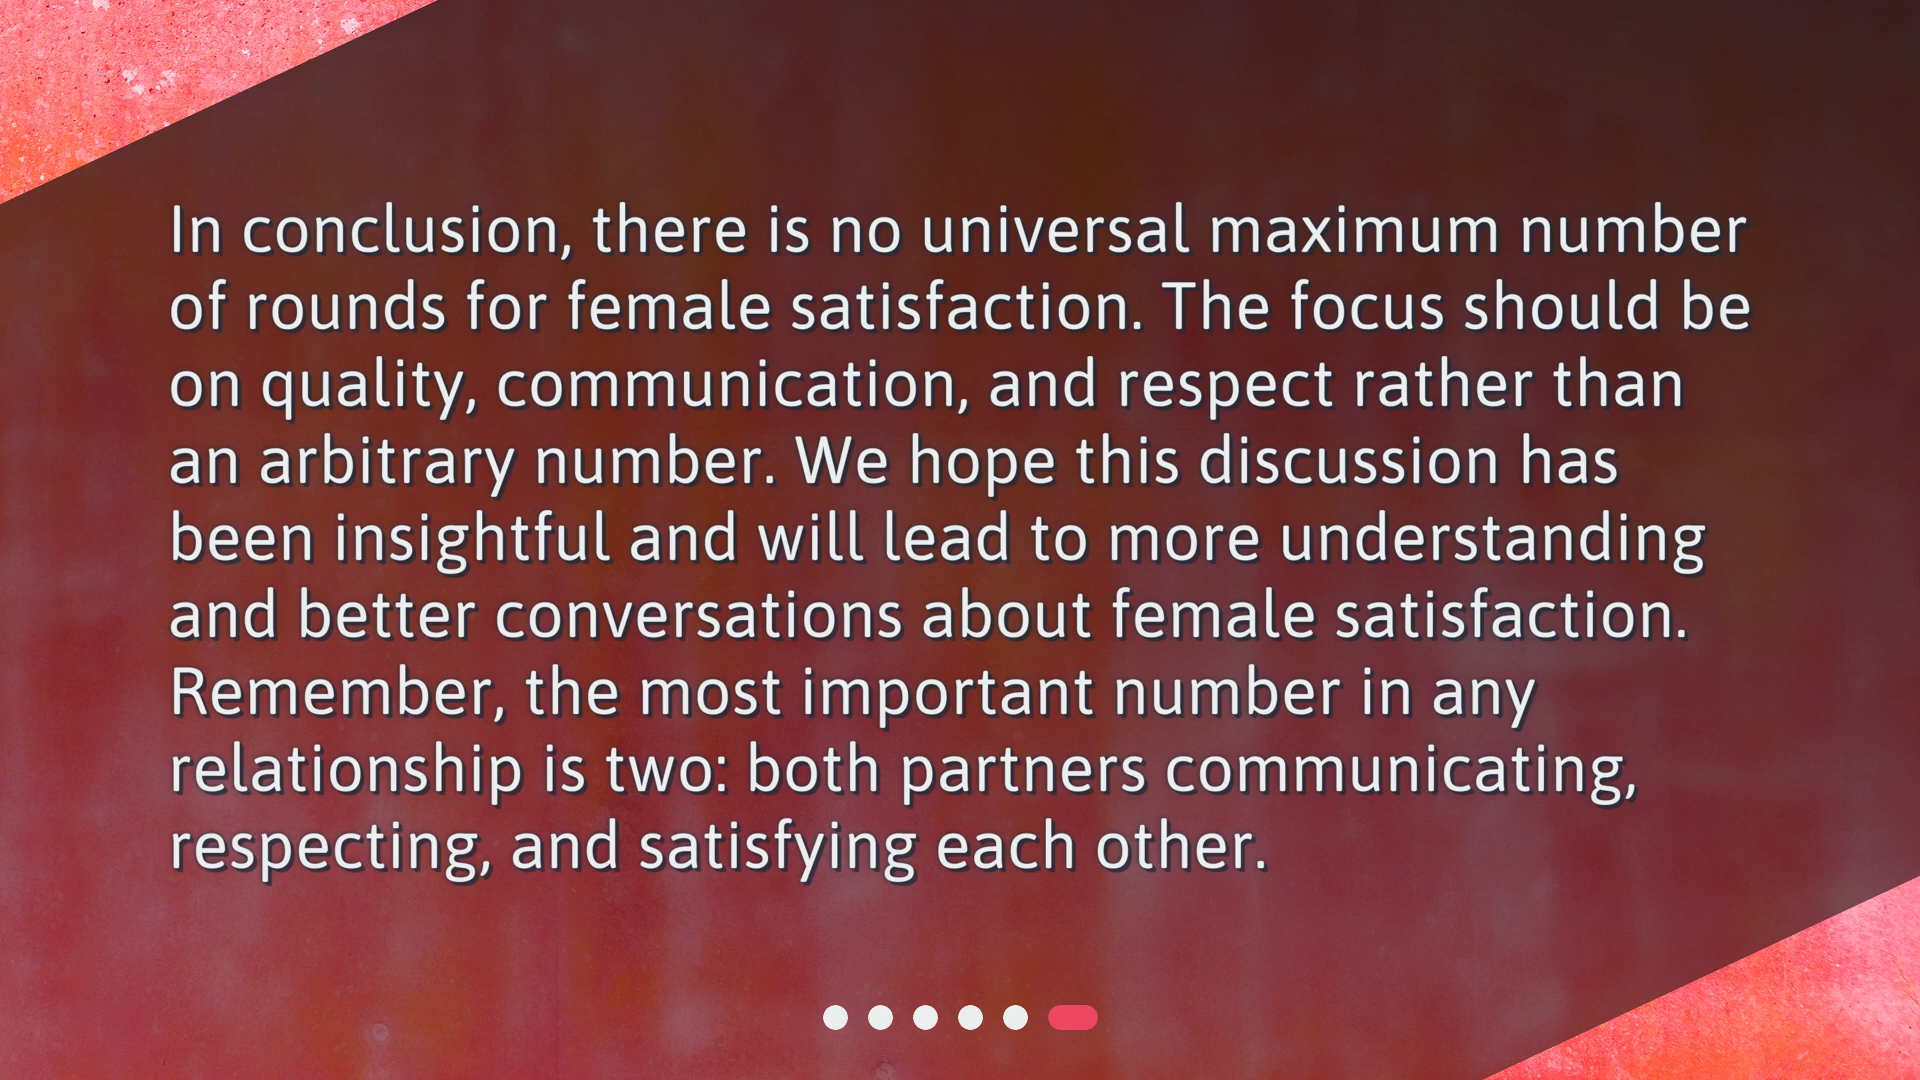 In conclusion, there is no universal maximum number
of rounds for female satisfaction. The focus should be
on quality, communication, and respect rather than
an arbitrary number. We hope this discussion has
been insightful and will lead to more understanding
and better conversations about female satisfaction.
Remember, the most important number in any
relationship is two: both partners communicating,
respecting, and satisfying each other.